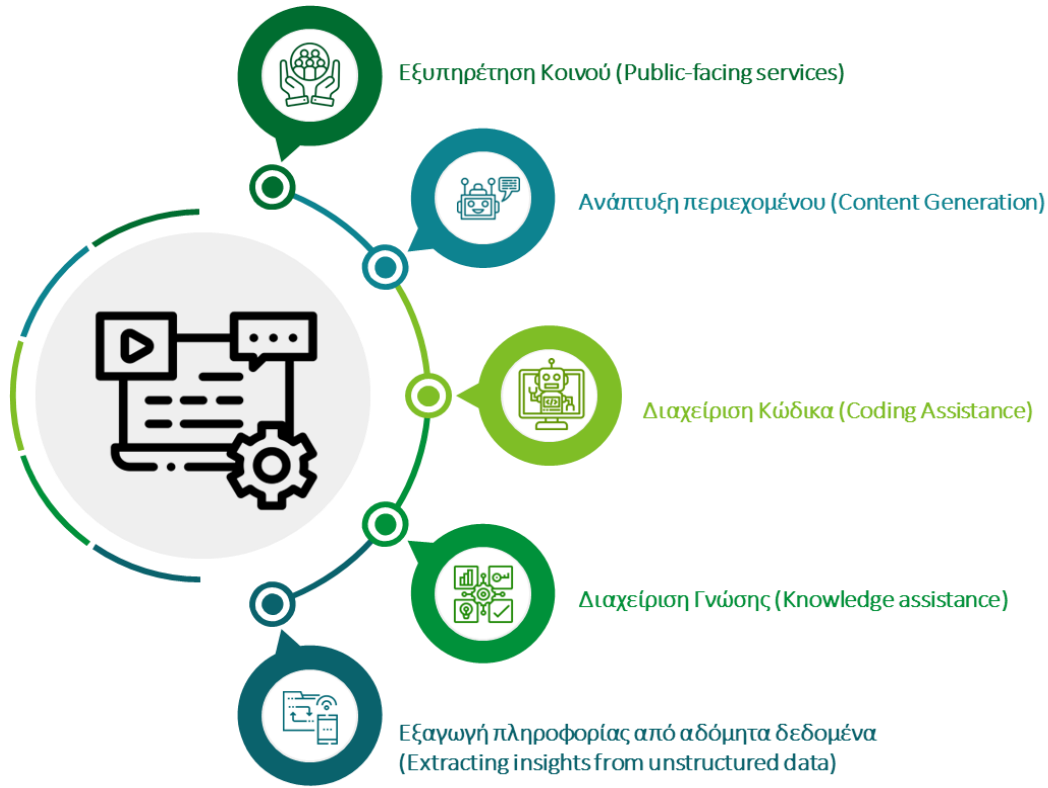 Εξυπηρέτηση Κοινού (Public-facing services)
Ανάπτυξη περιεχομένου (Content Generation)
Διαχείριση Κώδικα (Coding Assistance)
Διαχείριση Γνώσης (Knowledge assistance)
Εξαγωγή πληροφορίας από αδόμητα δεδομένα
(Extracting insights from unstructured data)